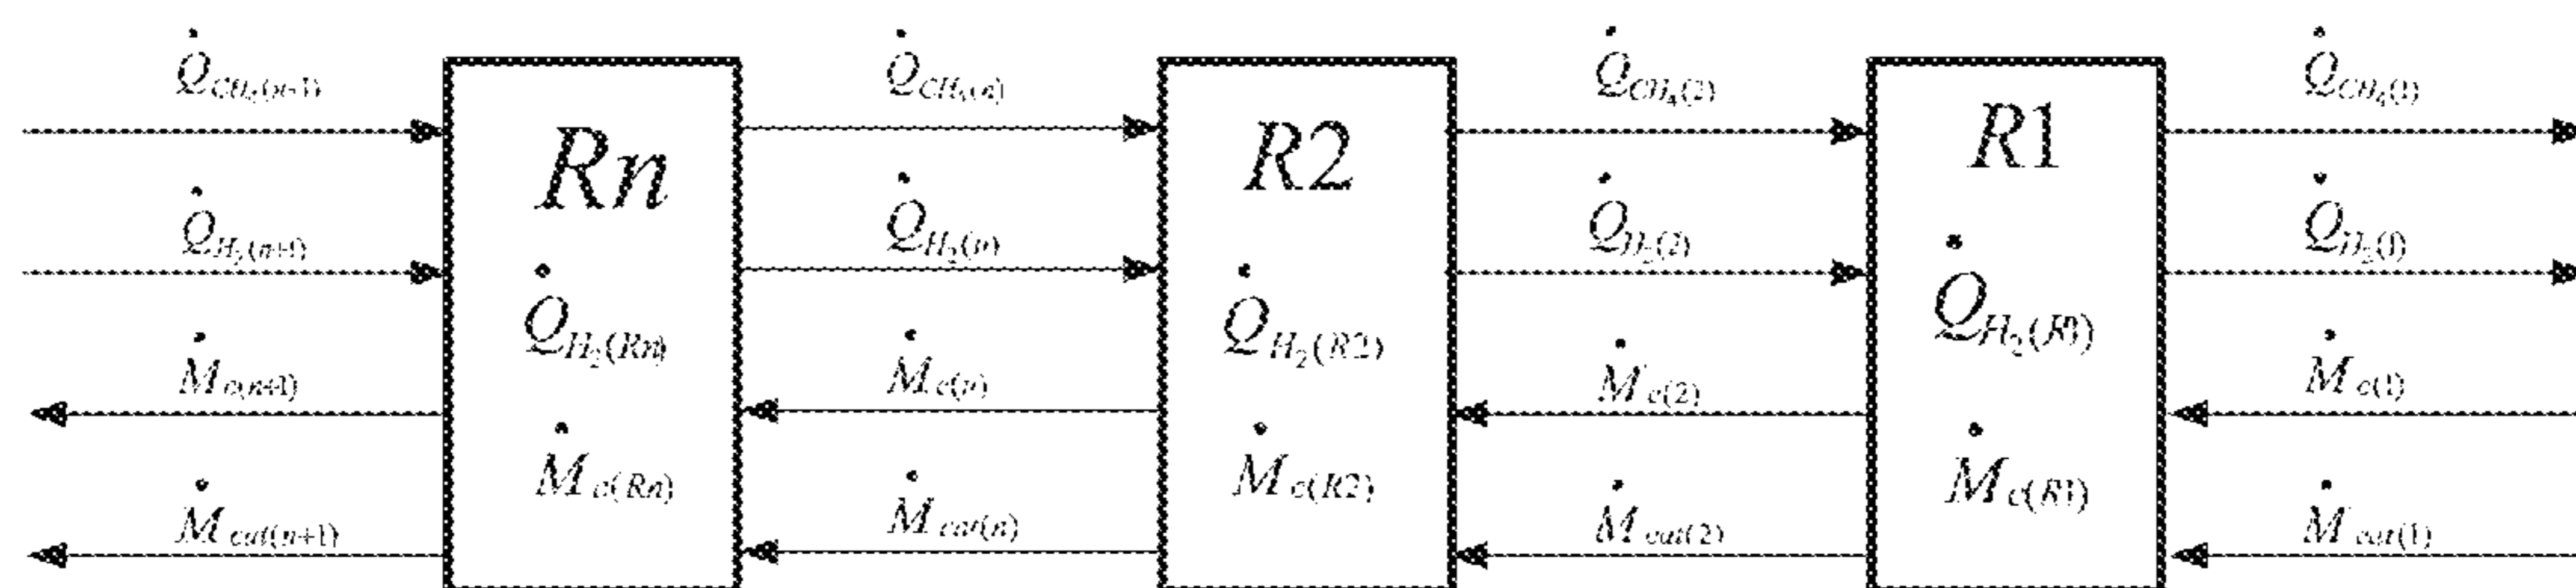 Q̇CH₄(n+1) Q̇CH₄(n) Q̇CH₄(2) Q̇CH₄(1)
Rn R2 R1
Q̇H₂(n+1) Q̇H₂(n) Q̇H₂(2) Q̇H₂(1)
Q̇H₂(Rn) Q̇H₂(R2) Q̇H₂(R1)
Ṁc(n+1) Ṁc(n) Ṁc(2) Ṁc(1)
Ṁc(Rn) Ṁc(R2) Ṁc(R1)
Ṁcat(n+1) Ṁcat(n) Ṁcat(2) Ṁcat(1)